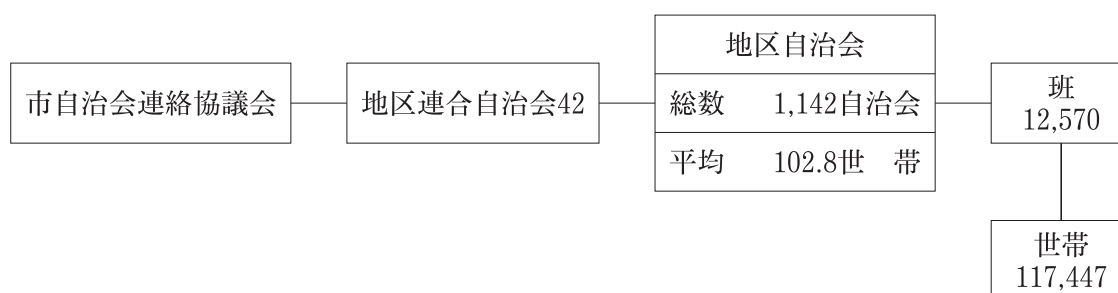 市自治会連絡協議会
地区連合自治会42
地区自治会
総数 1,142自治会
平均 102.8世 帯
班
12,570
世帯
117,447